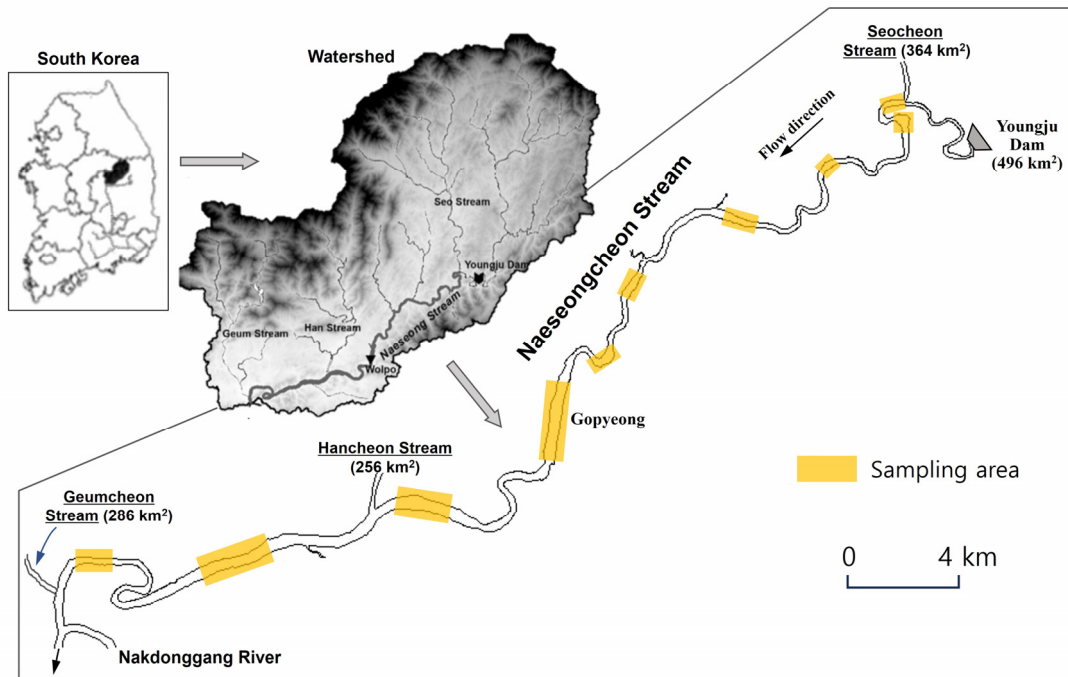 South Korea
Watershed
Seo Stream
Youngju Dam
Naeseong Stream
Han Stream
Geum Stream
Wolpo
Seocheon
Stream (364 km²)
Flow direction
Youngju
Dam
(496 km²)
Naeseongcheon Stream
Gopyeong
Hancheon Stream
(256 km²)
Geumcheon
Stream (286 km²)
Nakdonggang River
Sampling area
0 4 km